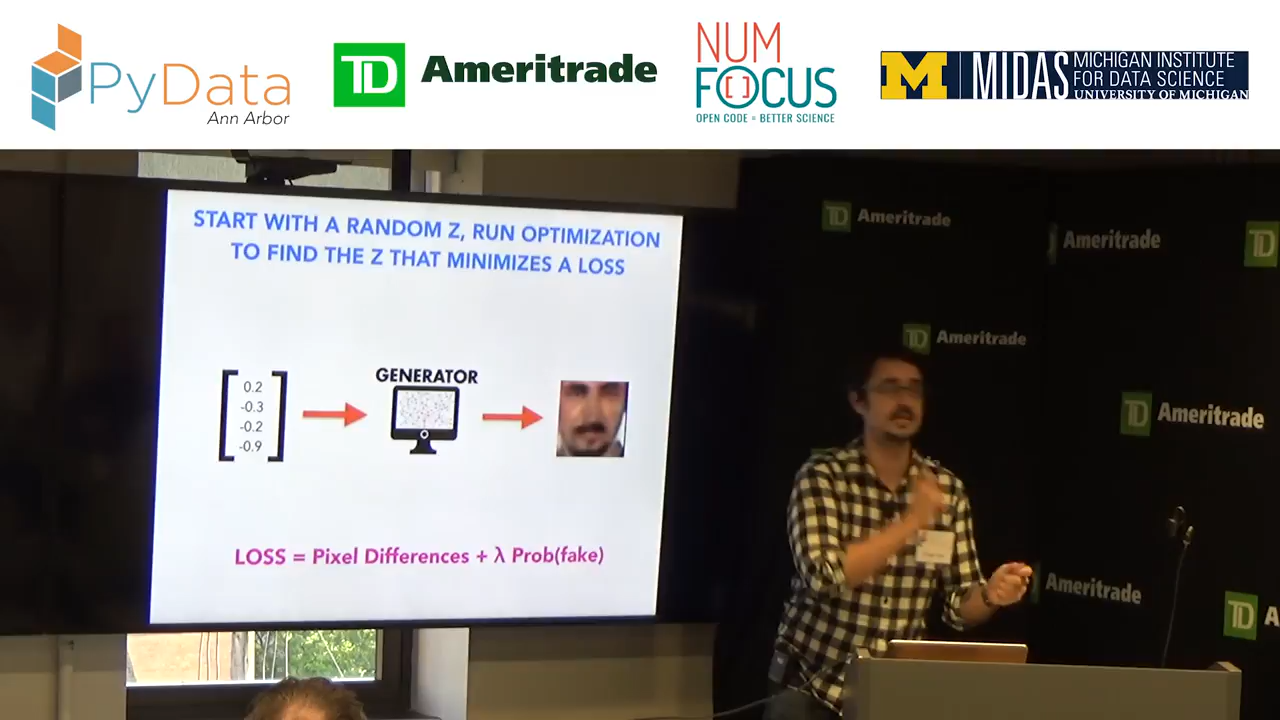 PyData
Ann Arbor
TD Ameritrade
NUM
FOCUS
OPEN CODE = BETTER SCIENCE
M MIDAS
MICHIGAN INSTITUTE
FOR DATA SCIENCE
UNIVERSITY OF MICHIGAN
START WITH A RANDOM Z, RUN OPTIMIZATION
TO FIND THE Z THAT MINIMIZES A LOSS
GENERATOR
0.2
-0.3
-0.2
-0.9
LOSS = Pixel Differences + λ Prob(fake)
TD Ameritrade
Ameritrade
TD
TD Ameritrade
TD Ameritrade
Ameritrade
TD A